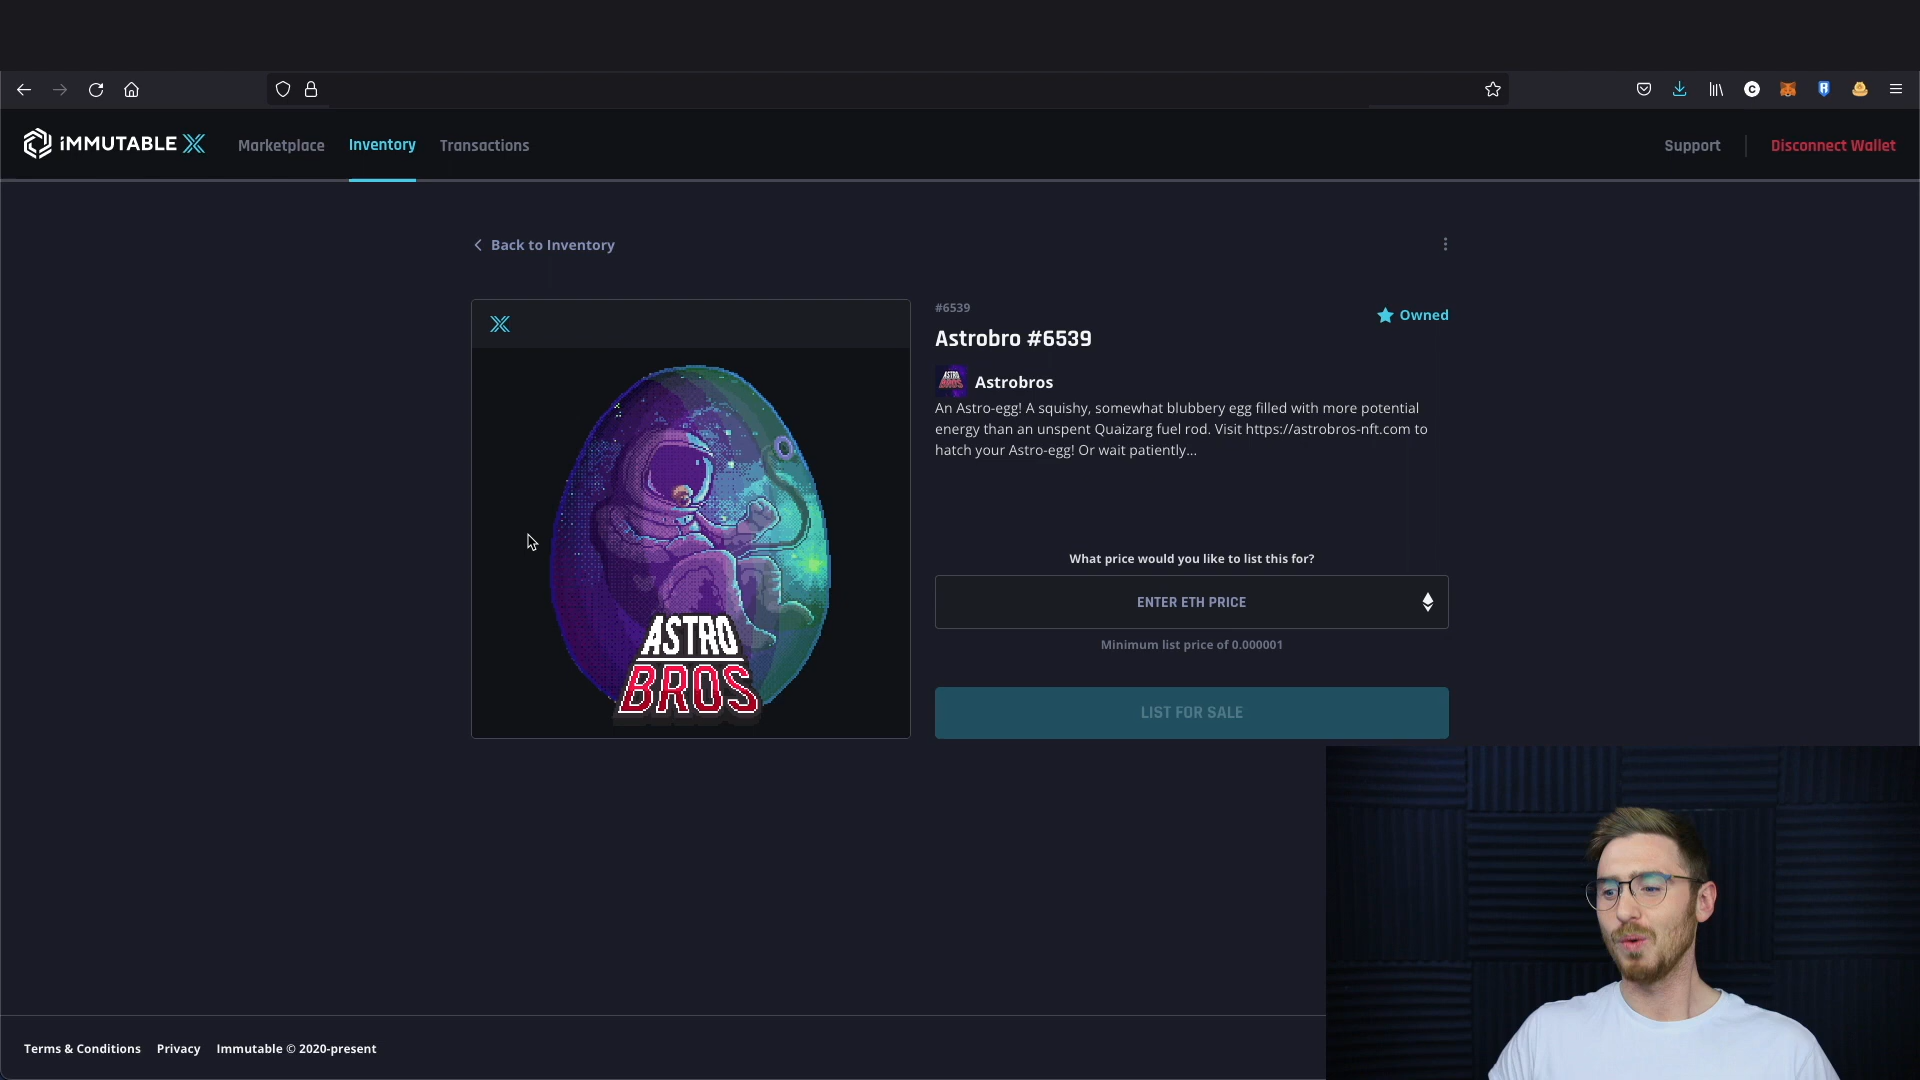 IMMUTABLE X
Marketplace
Inventory
Transactions
Support
Disconnect Wallet
Back to Inventory
#6539
Owned
Astrobro #6539
ASTRO
BROS
Astrobros
An Astro-egg! A squishy, somewhat blubbery egg filled with more potential
energy than an unspent Quaizarg fuel rod. Visit https://astrobros-nft.com to
hatch your Astro-egg! Or wait patiently...
What price would you like to list this for?
ENTER ETH PRICE
Minimum list price of 0.000001
LIST FOR SALE
ASTRO
BROS
Terms & Conditions
Privacy
Immutable © 2020-present